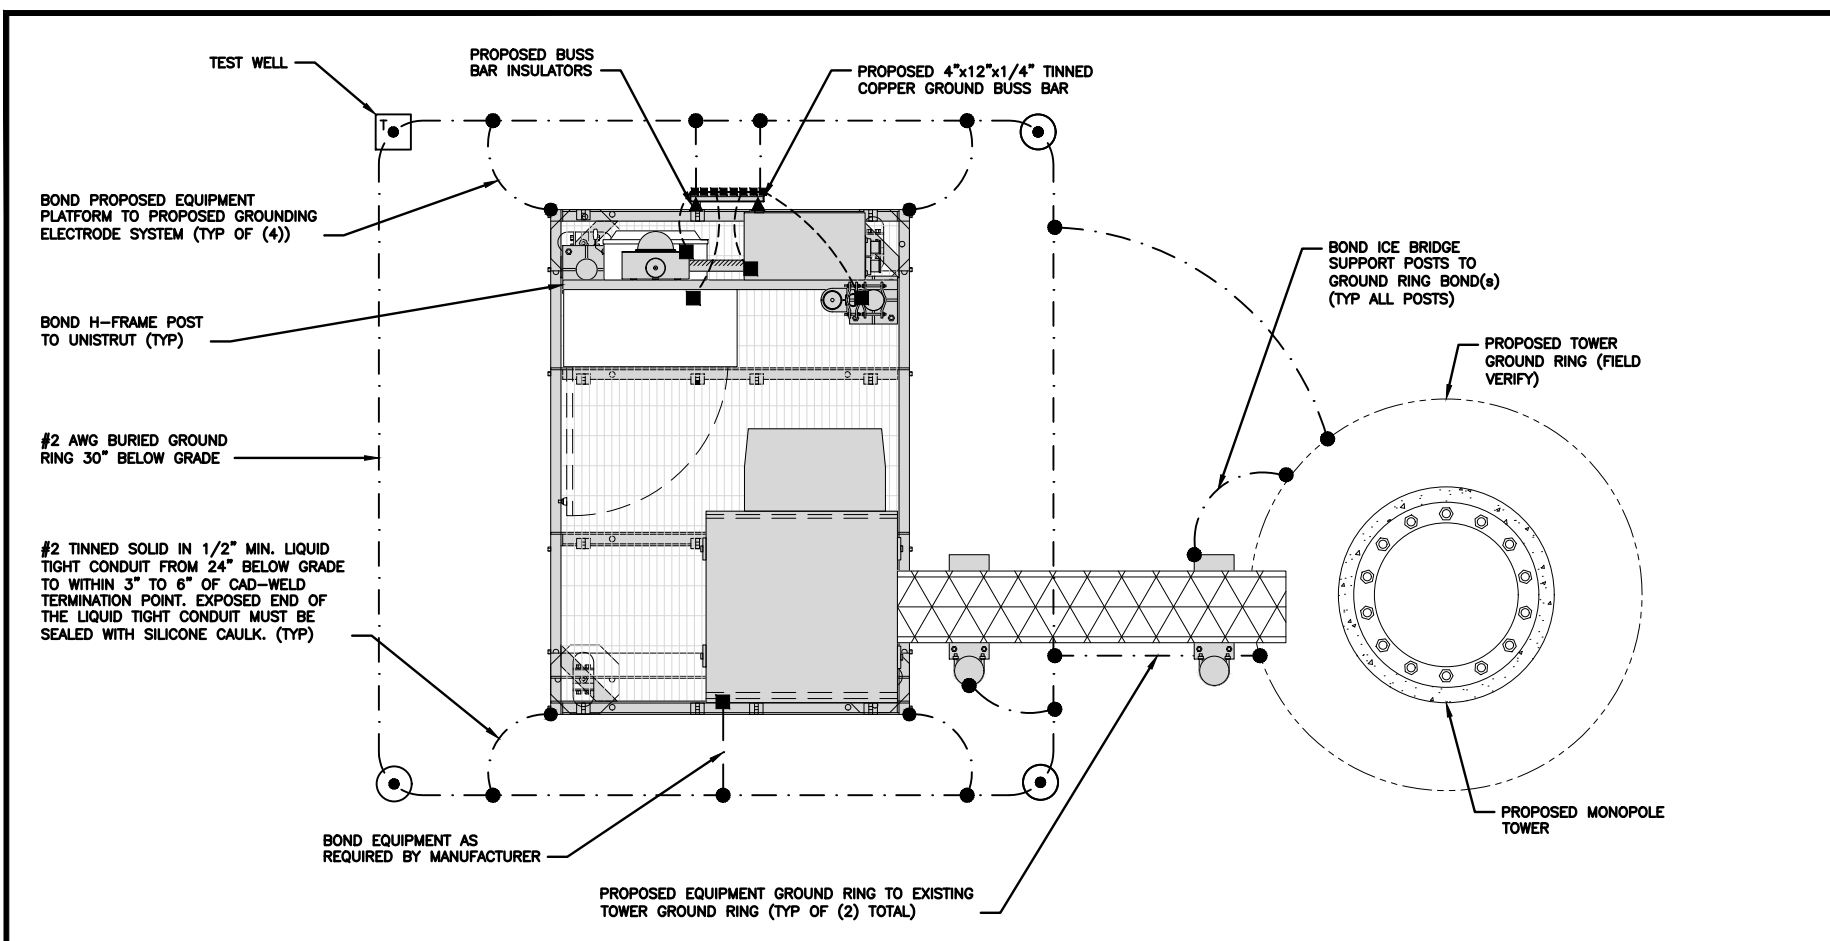 TEST WELL
PROPOSED BUSS
BAR INSULATORS
PROPOSED 4"x12"x1/4" TINNED
COPPER GROUND BUSS BAR
T
BOND PROPOSED EQUIPMENT
PLATFORM TO PROPOSED GROUNDING
ELECTRODE SYSTEM (TYP OF (4))
BOND ICE BRIDGE
SUPPORT POSTS TO
GROUND RING BOND(s)
(TYP ALL POSTS)
BOND H-FRAME POST
TO UNISTRUT (TYP)
PROPOSED TOWER
GROUND RING (FIELD
VERIFY)
#2 AWG BURIED GROUND
RING 30" BELOW GRADE
#2 TINNED SOLID IN 1/2" MIN. LIQUID
TIGHT CONDUIT FROM 24" BELOW GRADE
TO WITHIN 3" TO 6" OF CAD-WELD
TERMINATION POINT. EXPOSED END OF
THE LIQUID TIGHT CONDUIT MUST BE
SEALED WITH SILICONE CAULK. (TYP)
PROPOSED MONOPOLE
TOWER
BOND EQUIPMENT AS
REQUIRED BY MANUFACTURER
PROPOSED EQUIPMENT GROUND RING TO EXISTING
TOWER GROUND RING (TYP OF (2) TOTAL)